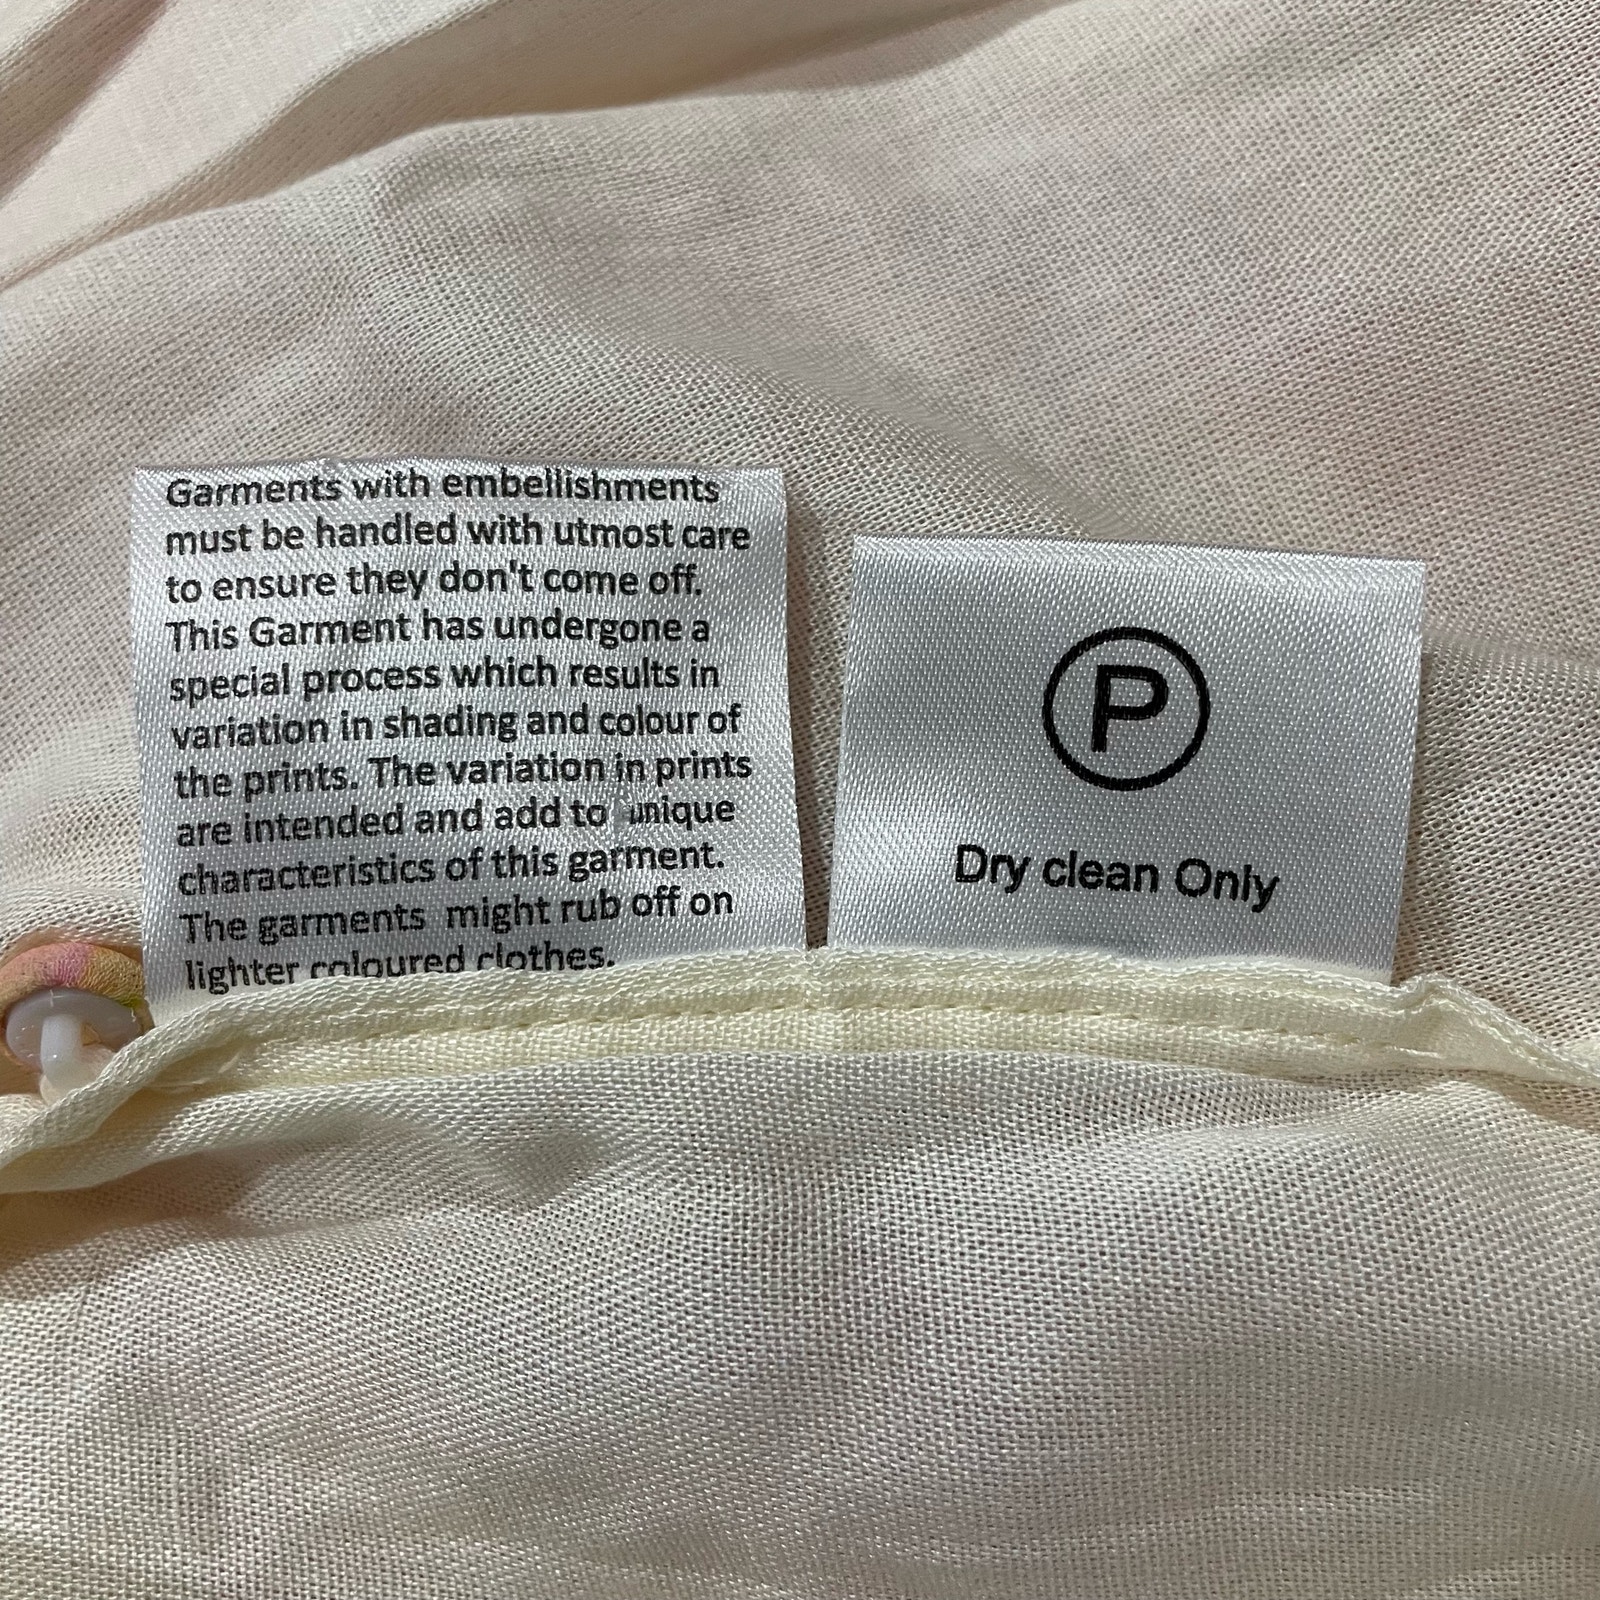 Garments with embellishments
must be handled with utmost care
to ensure they don't come off.
This Garment has undergone a
special process which results in
variation in shading and colour of
the prints. The variation in prints
are intended and add to unique
characteristics of this garment.
The garments might rub off on
lighter coloured clothes.
P
Dry clean Only